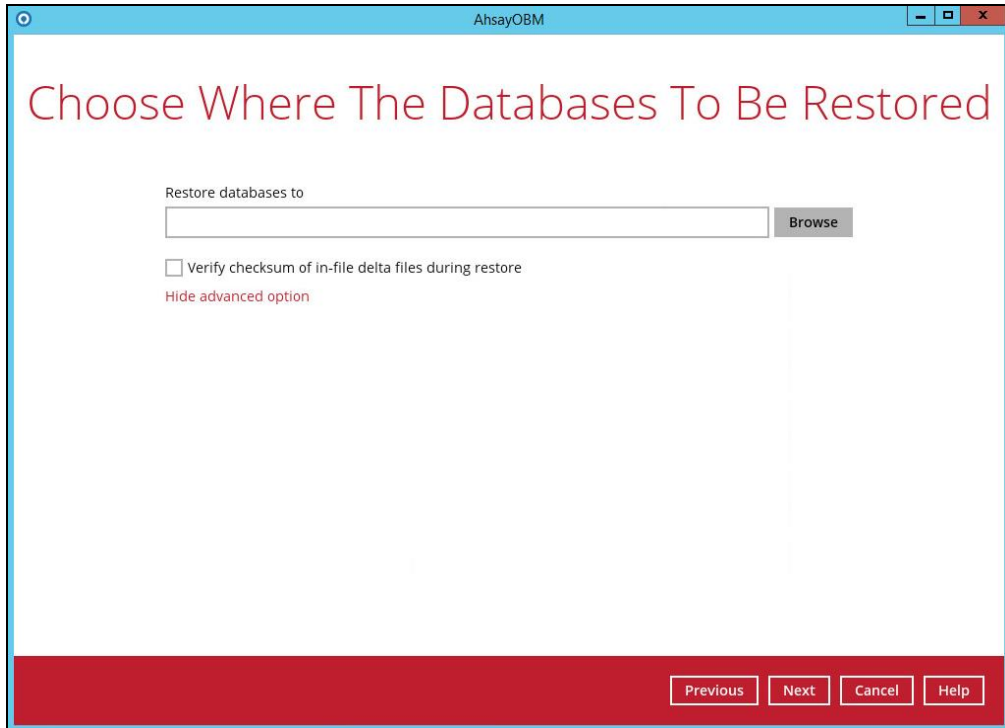 AhsayOBM
Choose Where The Databases To Be Restored
Restore databases to
Browse
Verify checksum of in-file delta files during restore
Hide advanced option
Previous Next Cancel Help